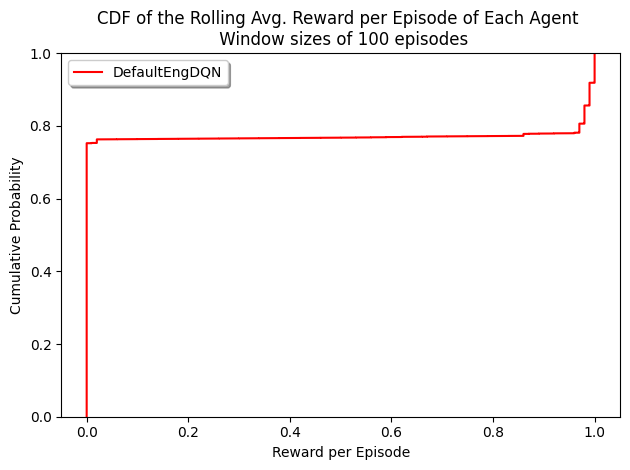 CDF of the Rolling Avg. Reward per Episode of Each Agent
Window sizes of 100 episodes
DefaultEngDQN
1.0
0.8
0.6
0.4
0.2
0.0
Cumulative Probability
0.0 0.2 0.4 0.6 0.8 1.0
Reward per Episode